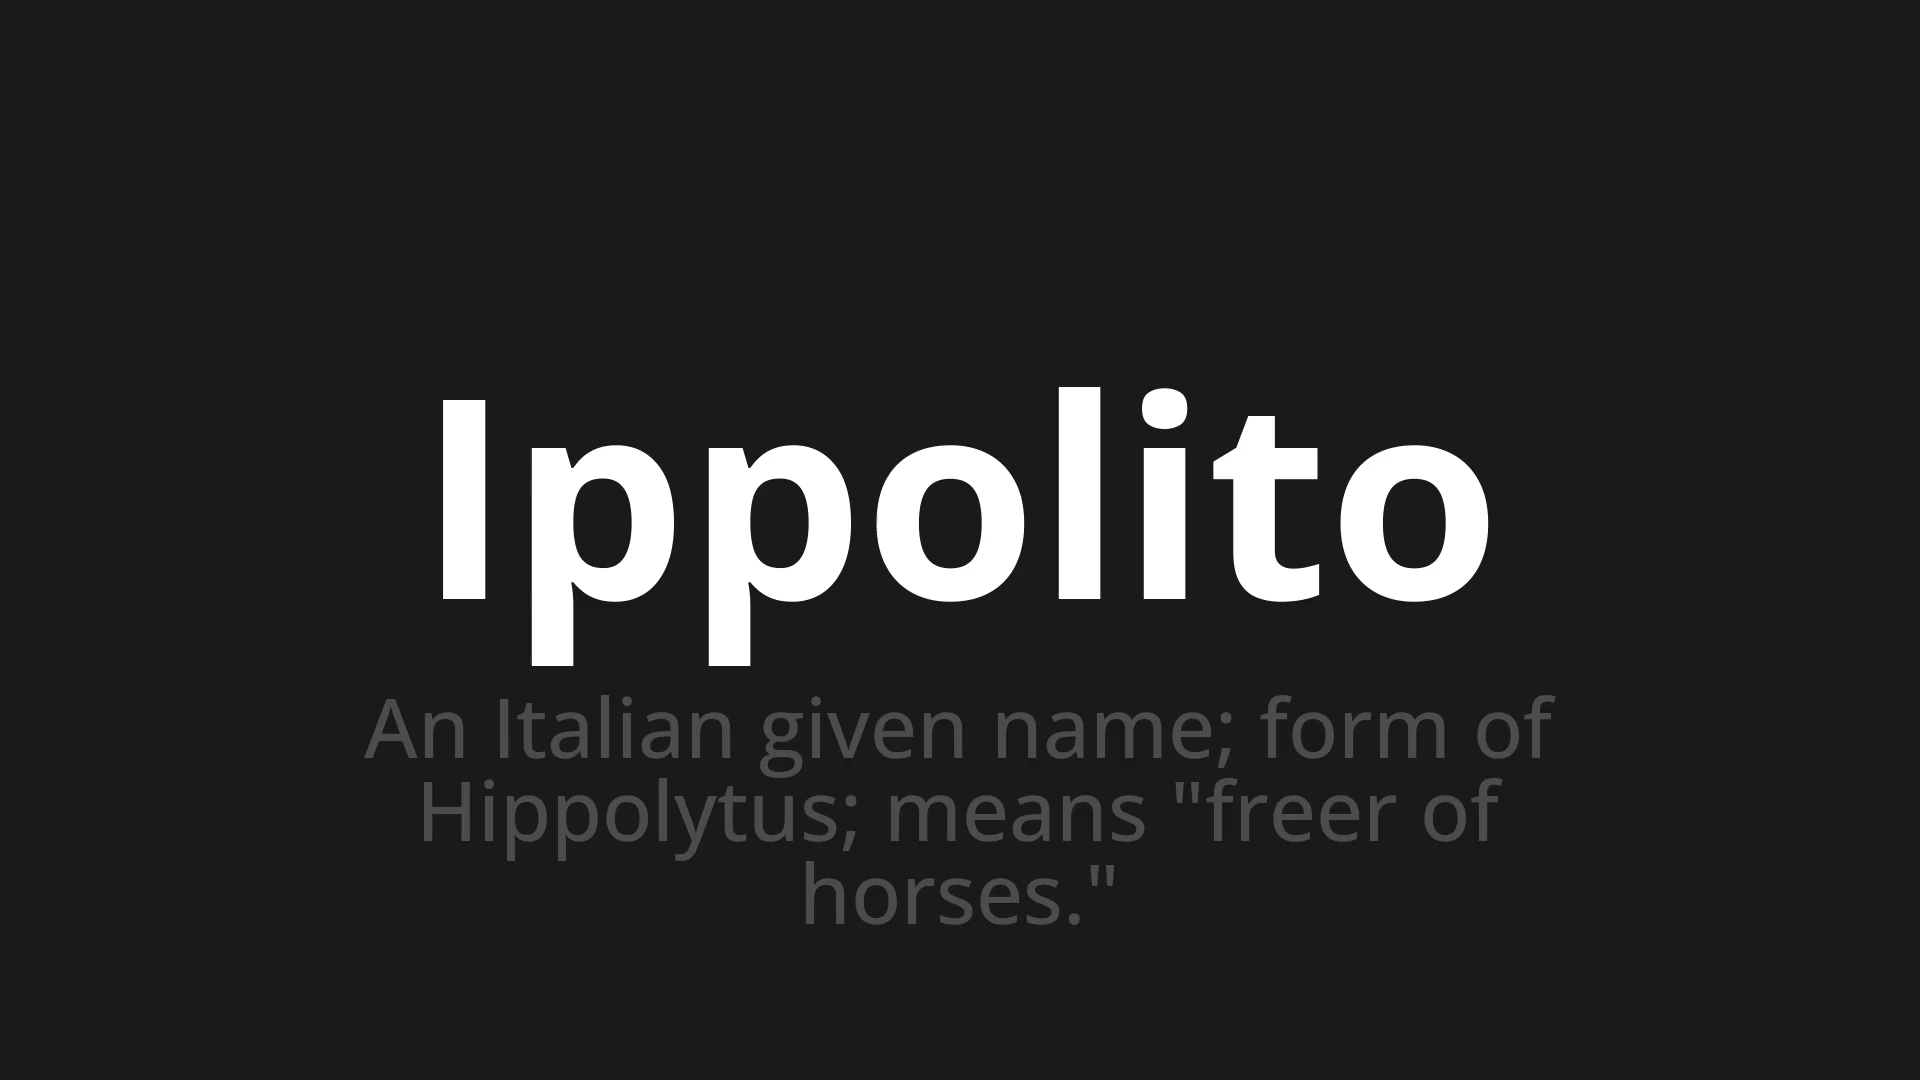 Ippolito
An Italian given name; form of
Hippolytus; means "freer of
horses."